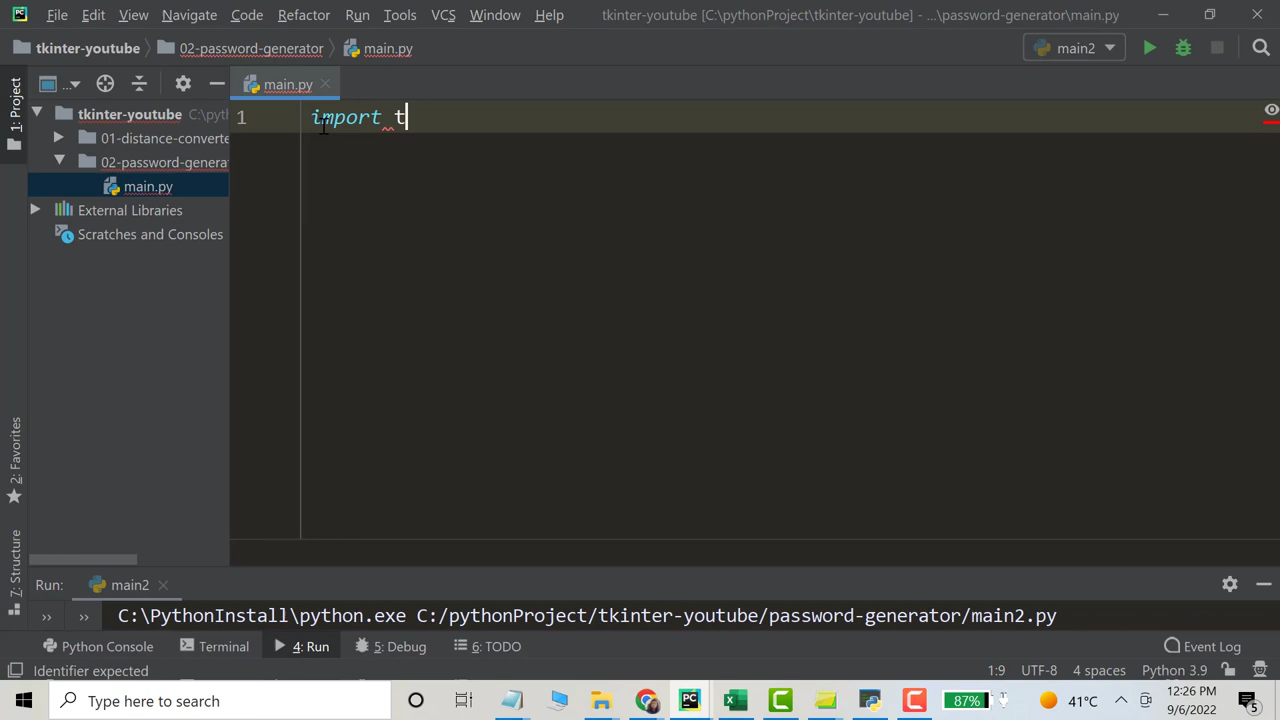 File Edit View Navigate Code Refactor Run Tools VCS Window Help tkinter-youtube [C:\pythonProject\tkinter-youtube] - ...\password-generator\main.py
tkinter-youtube 02-password-generator main.py main2
1: Project
... main.py
tkinter-youtube C:\pyth
01-distance-converte
02-password-genera
main.py
External Libraries
Scratches and Consoles
1 import t
2: Favorites
7: Structure
Run: main2
>> >> C:\PythonInstall\python.exe C:/pythonProject/tkinter-youtube/password-generator/main2.py
Python Console Terminal 4: Run 5: Debug 6: TODO Event Log
Identifier expected 1:9 UTF-8 4 spaces Python 3.9
PC Type here to search 87% 41°C 12:26 PM
9/6/2022 5